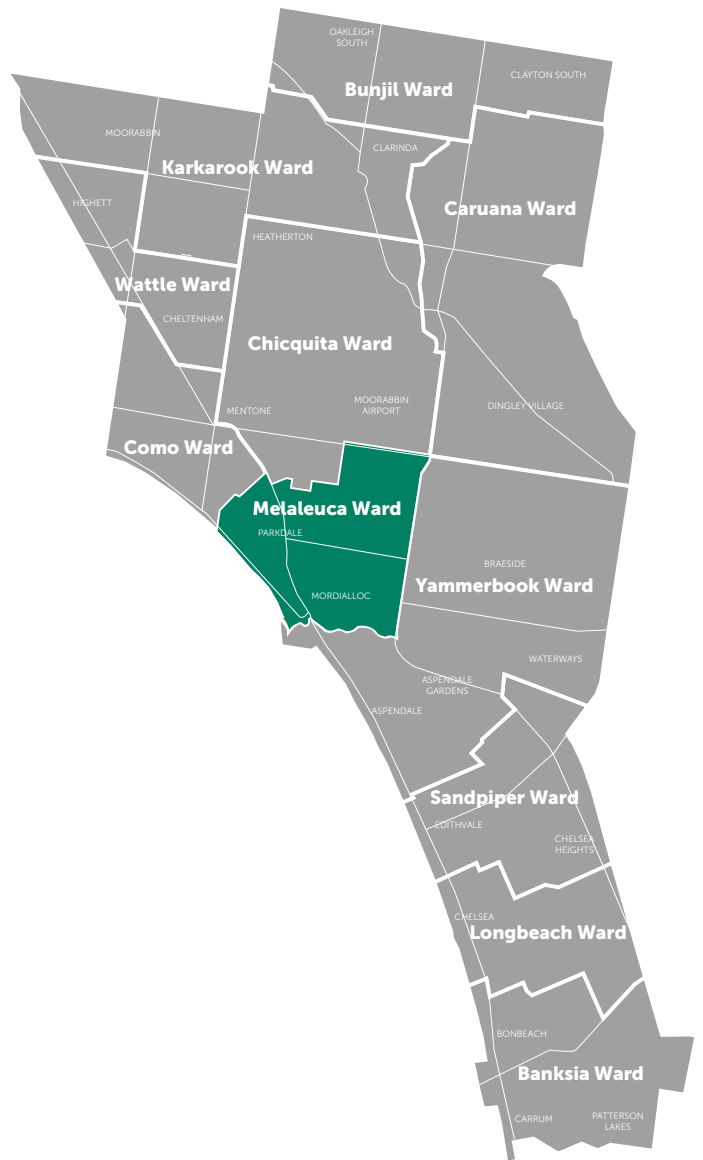 OAKLEIGH
SOUTH
CLAYTON SOUTH
Bunjil Ward
MOORABBIN
CLARINDA
Karkarook Ward
HIGHETT
Caruana Ward
HEATHERTON
Wattle Ward
CHELTENHAM
Chicquita Ward
MENTONE
MOORABBIN
AIRPORT
DINGLEY VILLAGE
Como Ward
Melaleuca Ward
PARKDALE
BRAESIDE
Yammerbook Ward
MORDIALLOC
WATERWAYS
ASPENDALE
GARDENS
ASPENDALE
Sandpiper Ward
EDITHVALE
CHELSEA
HEIGHTS
CHELSEA
Longbeach Ward
BONBEACH
Banksia Ward
CARRUM
PATTERSON
LAKES